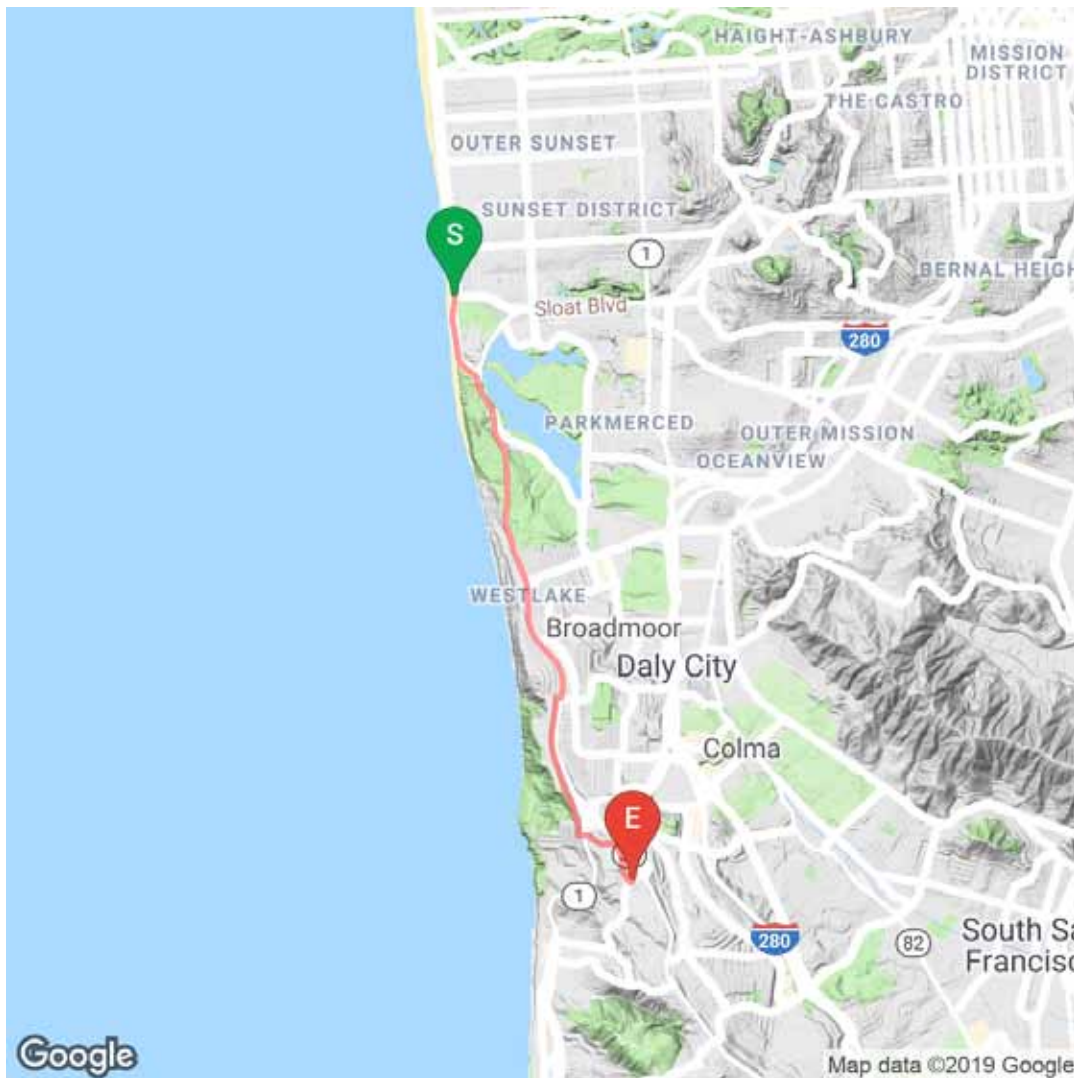 HAIGHT-ASHBURY
MISSION
DISTRICT
THE CASTRO
OUTER SUNSET
SUNSET DISTRICT
S
1
BERNAL HEIGH
Sloat Blvd
280
PARKMERCED
OUTER MISSION
OCEANVIEW
WESTLAKE
Broadmoor
Daly City
Colma
E
1
280
82
South Sa
Francisc
Google
Map data ©2019 Google